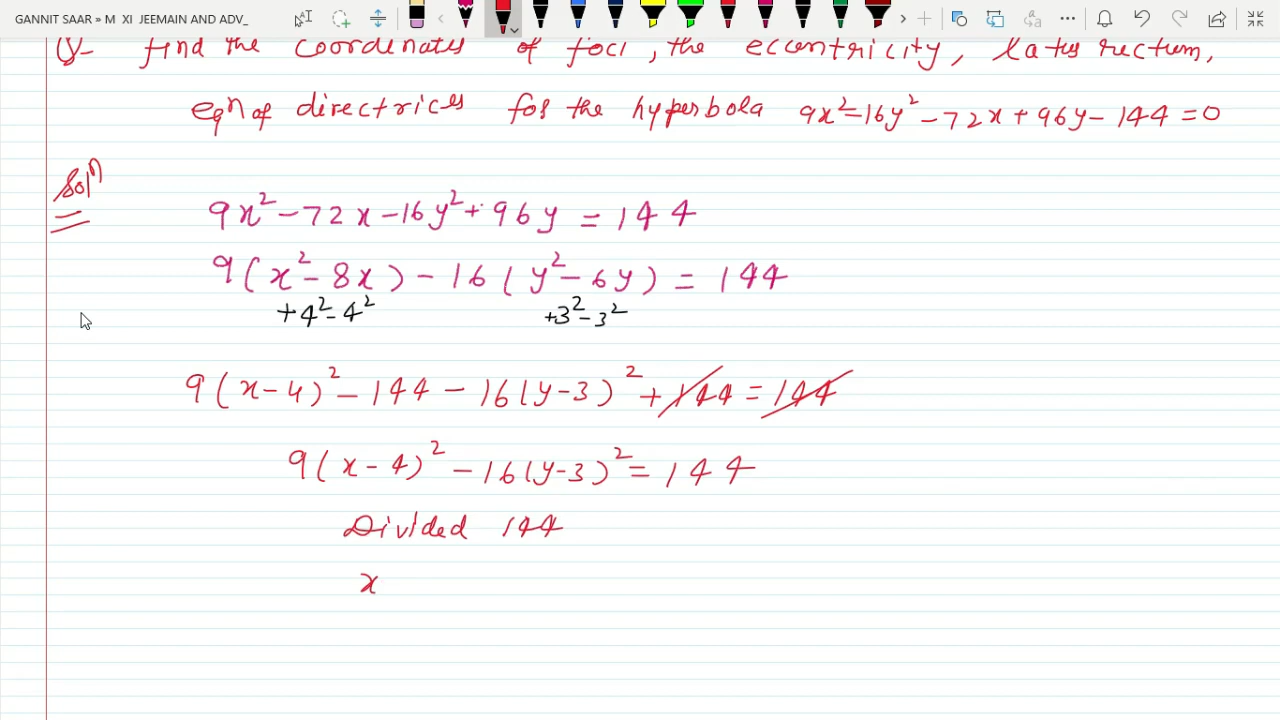 GANNIT SAAR » M XI JEEMAIN AND ADV_
Q- find the coordinates of foci, the eccentricity, latus rectum,
eqn of directrices for the hyperbola 9x²-16y²-72x+96y-144=0
Solⁿ
9x²-72x-16y²+96y=144
9(x²-8x)-16(y²-6y)=144
+4²-4² +3²-3²
9(x-4)²-144-16(y-3)²+144=144
9(x-4)²-16(y-3)²=144
Divided 144
x